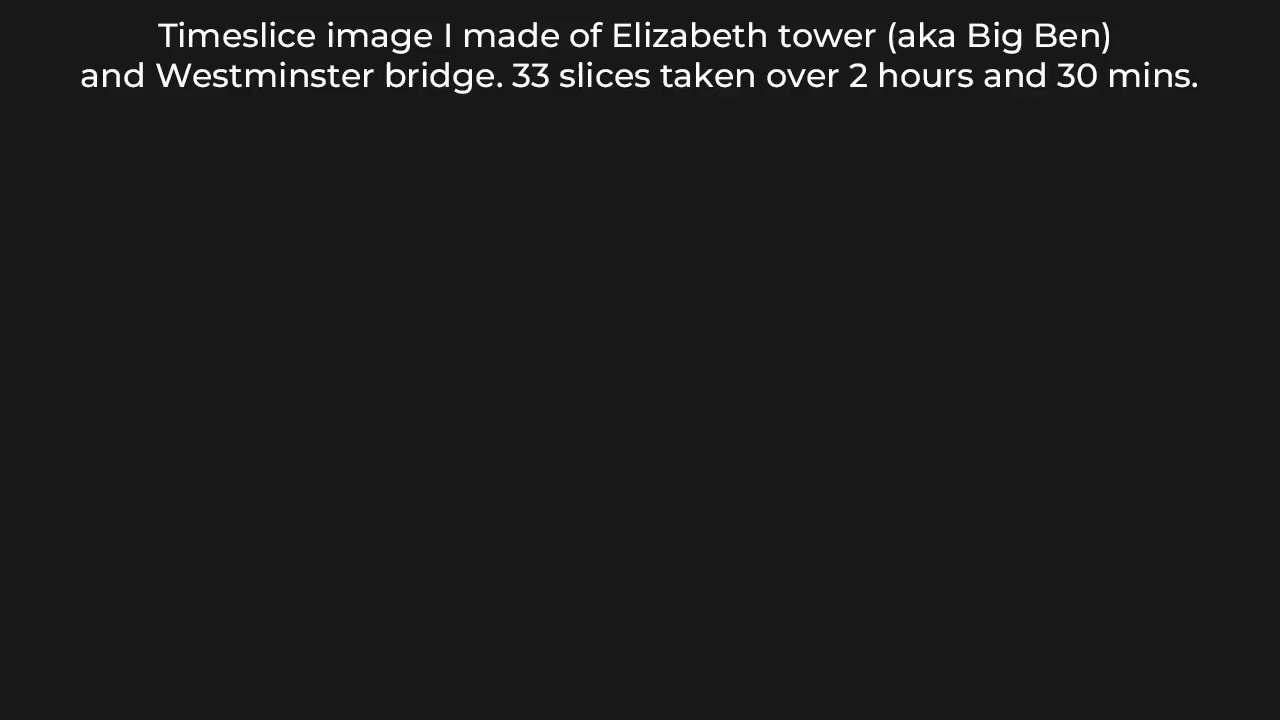 Timeslice image I made of Elizabeth tower (aka Big Ben)
and Westminster bridge. 33 slices taken over 2 hours and 30 mins.